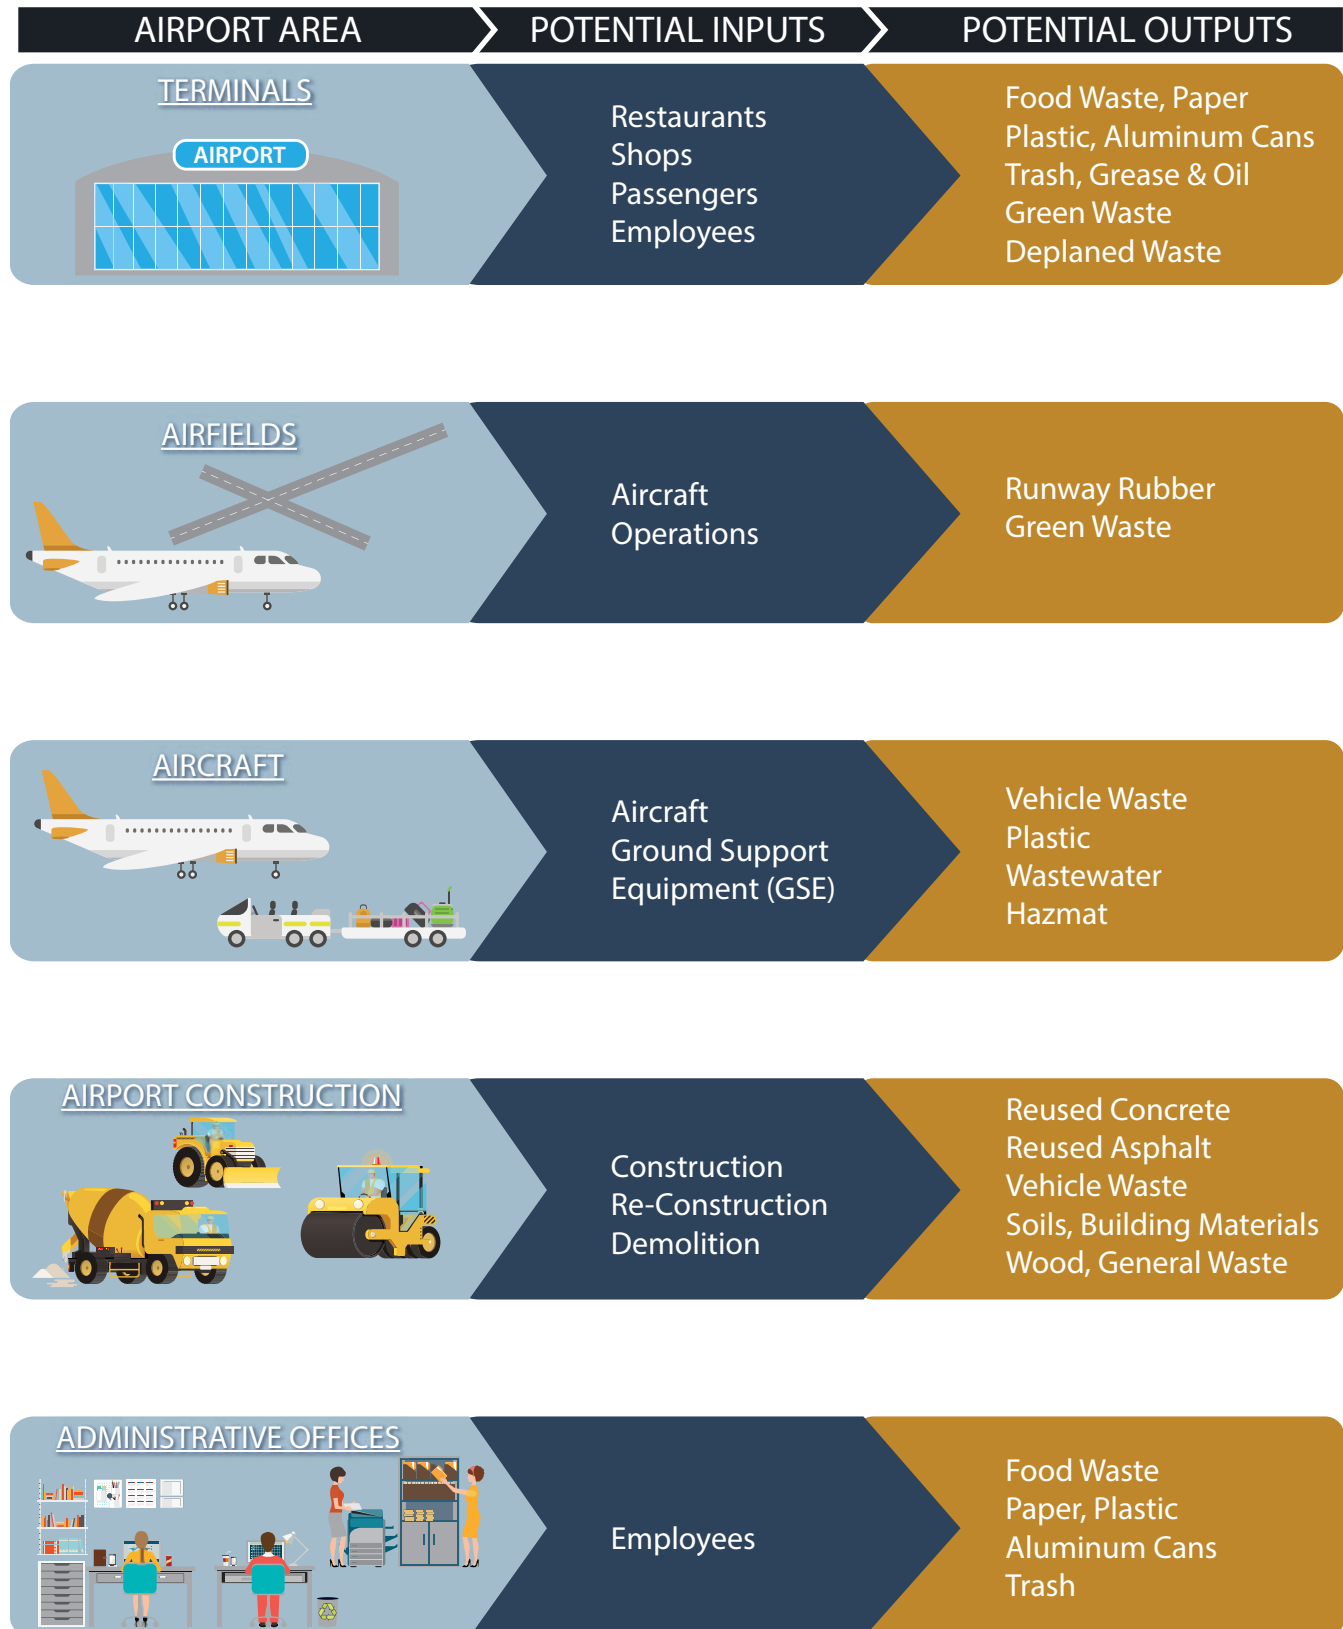 AIRPORT AREA
POTENTIAL INPUTS
POTENTIAL OUTPUTS
TERMINALS
AIRPORT
Restaurants
Shops
Passengers
Employees
Food Waste, Paper
Plastic, Aluminum Cans
Trash, Grease & Oil
Green Waste
Deplaned Waste
AIRFIELDS
Aircraft
Operations
Runway Rubber
Green Waste
AIRCRAFT
Aircraft
Ground Support
Equipment (GSE)
Vehicle Waste
Plastic
Wastewater
Hazmat
AIRPORT CONSTRUCTION
Construction
Re-Construction
Demolition
Reused Concrete
Reused Asphalt
Vehicle Waste
Soils, Building Materials
Wood, General Waste
ADMINISTRATIVE OFFICES
Employees
Food Waste
Paper, Plastic
Aluminum Cans
Trash